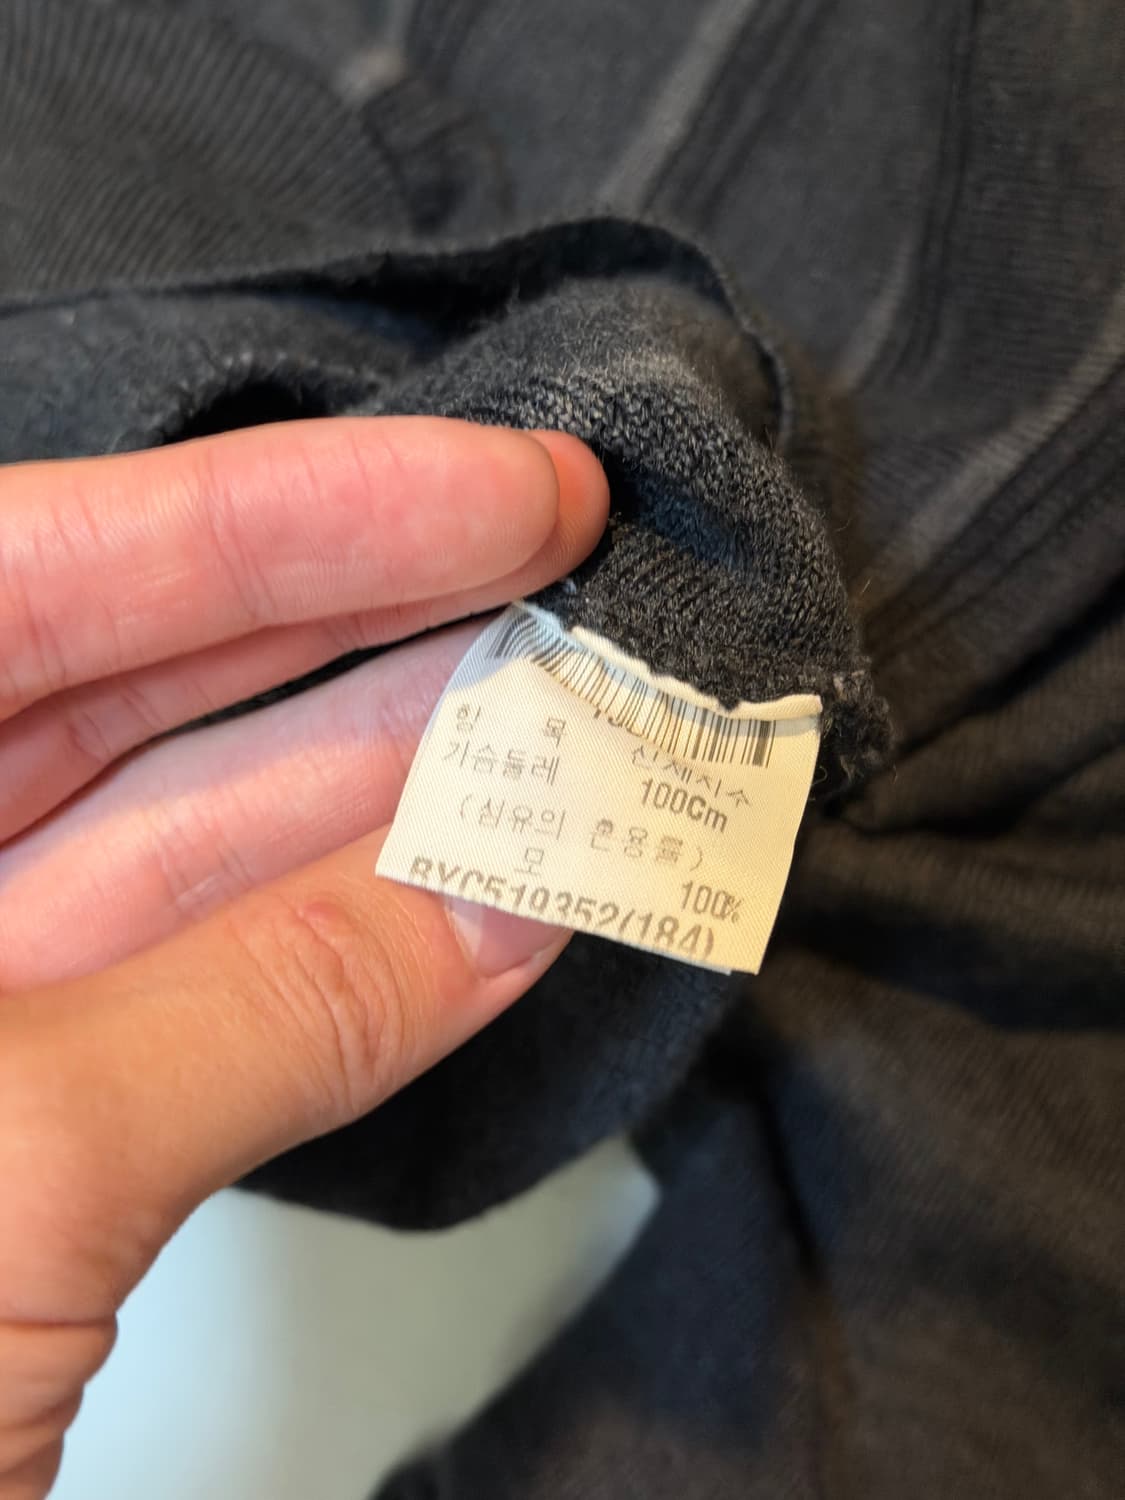 항 목 신체치수
가슴둘레 100Cm
(섬유의 혼용률)
모 100%
BYC519352(184)